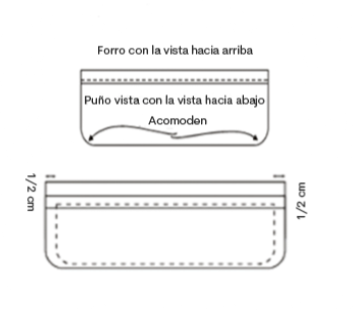 Forro con la vista hacia arriba
Puño vista con la vista hacia abajo
Acomoden
1/2 cm
1/2 cm